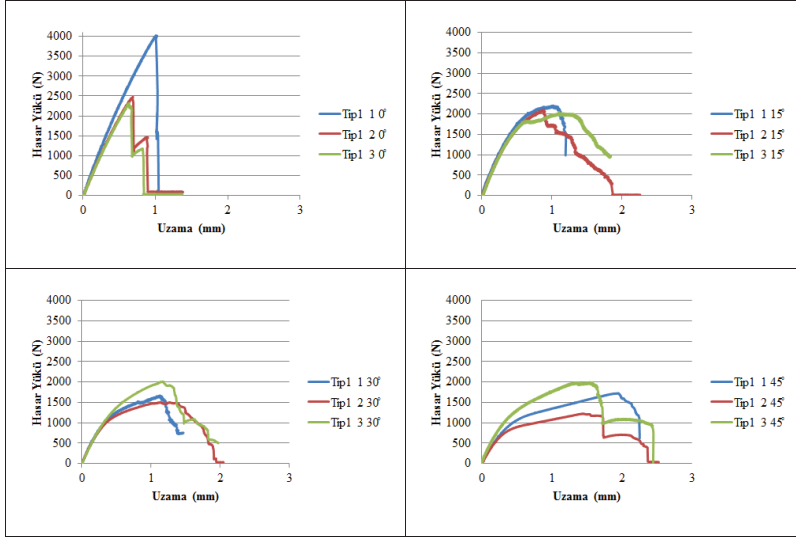 4000
3500
3000
2500
2000
1500
1000
500
0
Hasar Yükü (N)
0 1 2 3
Uzama (mm)
Tip1 1 0°
Tip1 2 0°
Tip1 3 0°
4000
3500
3000
2500
2000
1500
1000
500
0
Hasar Yükü (N)
0 1 2 3
Uzama (mm)
Tip1 1 15°
Tip1 2 15°
Tip1 3 15°
4000
3500
3000
2500
2000
1500
1000
500
0
Hasar Yükü (N)
0 1 2 3
Uzama (mm)
Tip1 1 30°
Tip1 2 30°
Tip1 3 30°
4000
3500
3000
2500
2000
1500
1000
500
0
Hasar Yükü (N)
0 1 2 3
Uzama (mm)
Tip1 1 45°
Tip1 2 45°
Tip1 3 45°